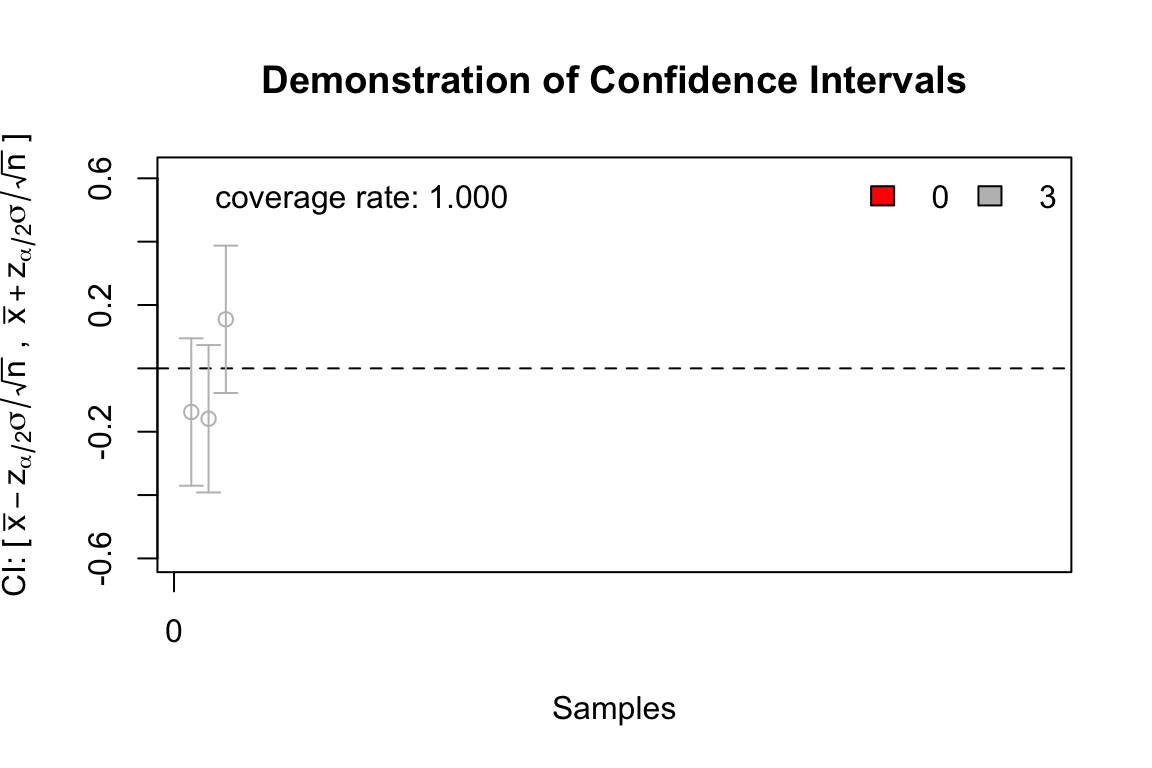 Demonstration of Confidence Intervals
CI: [ x̅ − zα/2σ/√n , x̅ + zα/2σ/√n ]
0.6
0.2
-0.2
-0.6
coverage rate: 1.000
0 3
0
Samples